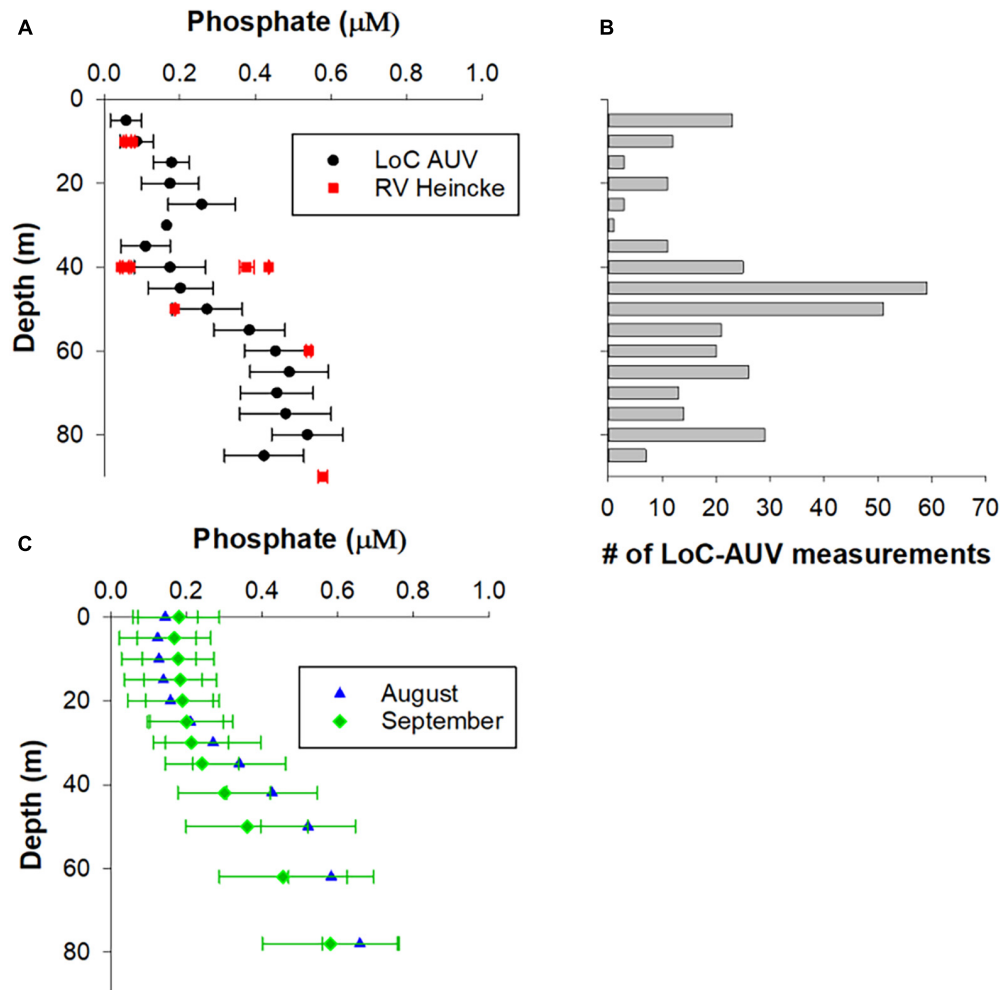 A
Phosphate (μM)
0.0 0.2 0.4 0.6 0.8 1.0
0
20
40
60
80
Depth (m)
LoC AUV
RV Heincke
B
0 10 20 30 40 50 60 70
# of LoC-AUV measurements
C
Phosphate (μM)
0.0 0.2 0.4 0.6 0.8 1.0
0
20
40
60
80
Depth (m)
August
September